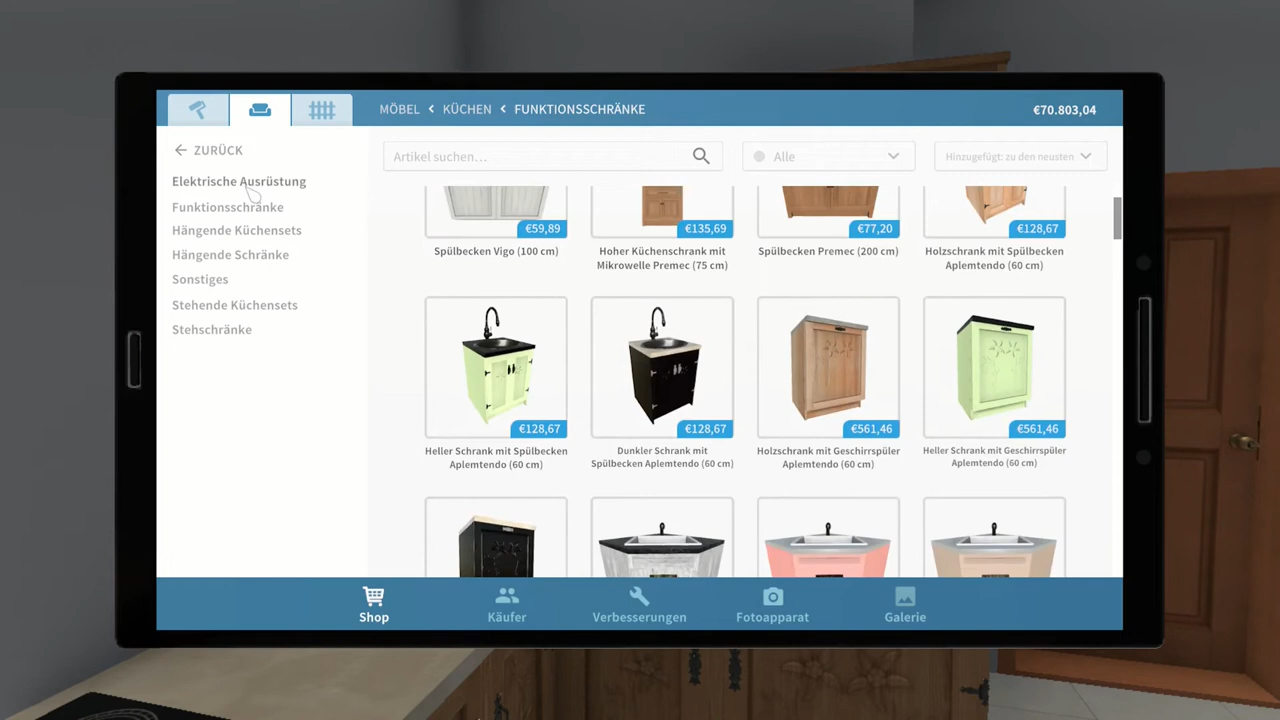 MÖBEL < KÜCHEN < FUNKTIONSSCHRÄNKE
€70.803,04
ZURÜCK
Elektrische Ausrüstung
Funktionsschränke
Hängende Küchensets
Hängende Schränke
Sonstiges
Stehende Küchensets
Stehschränke
Artikel suchen...
Alle
Hinzugefügt: zu den neusten
€59,89
€135,69
€77,20
€128,67
Spülbecken Vigo (100 cm)
Hoher Küchenschrank mit
Mikrowelle Premec (75 cm)
Spülbecken Premec (200 cm)
Holzschrank mit Spülbecken
Aplemtendo (60 cm)
€128,67
€128,67
€561,46
€561,46
Heller Schrank mit Spülbecken
Aplemtendo (60 cm)
Dunkler Schrank mit
Spülbecken Aplemtendo (60 cm)
Holzschrank mit Geschirrspüler
Aplemtendo (60 cm)
Heller Schrank mit Geschirrspüler
Aplemtendo (60 cm)
Shop
Käufer
Verbesserungen
Fotoapparat
Galerie